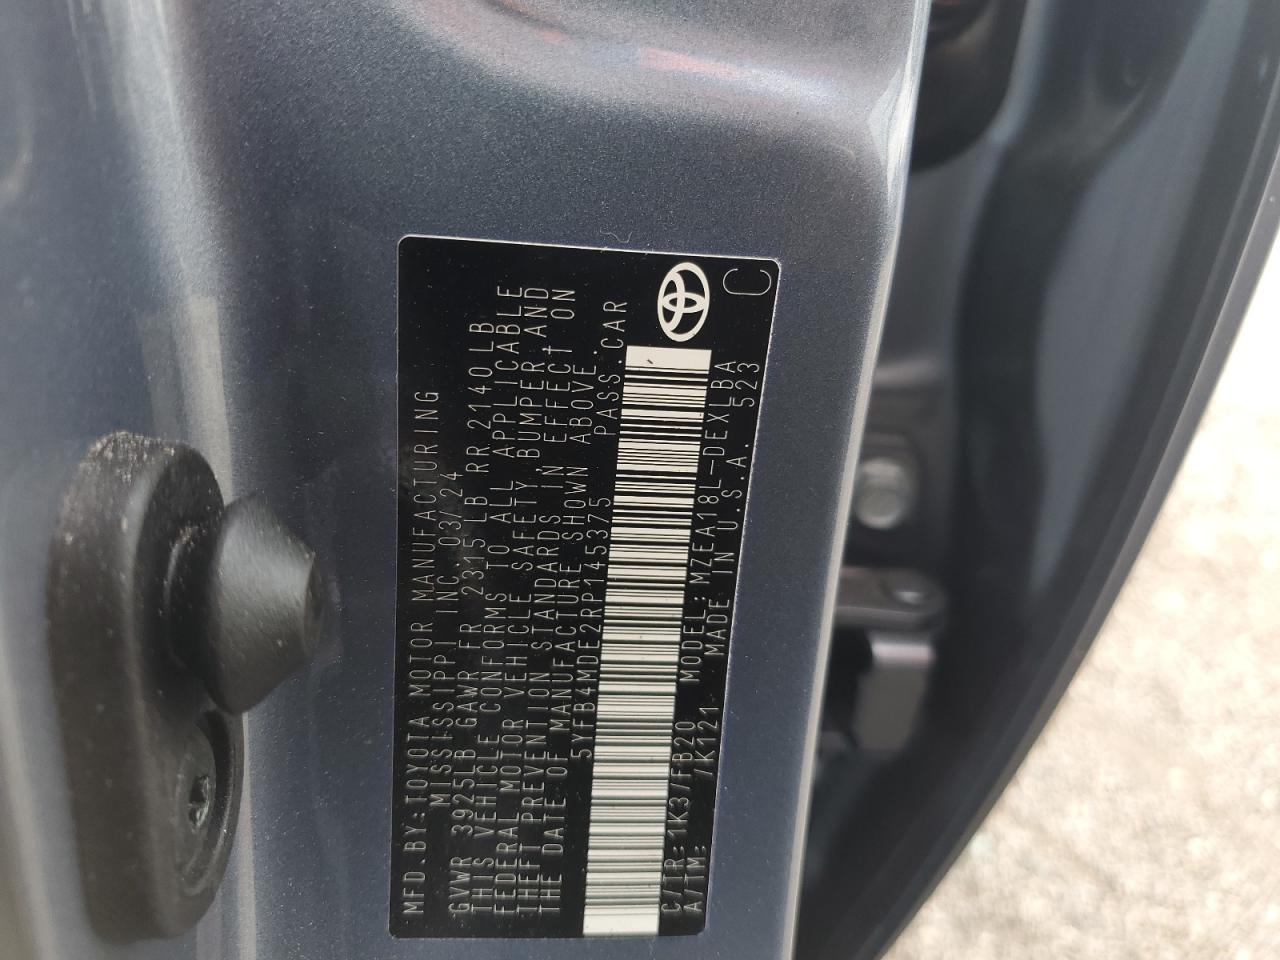 MFD.BY:TOYOTA MOTOR MANUFACTURING
MISSISSIPPI INC 03/24
GVWR 3925LB GAWR FR 2315LB RR 2140LB
THIS VEHICLE CONFORMS TO ALL APPLICABLE
FEDERAL MOTOR VEHICLE SAFETY, BUMPER, AND
THEFT PREVENTION STANDARDS IN EFFECT ON
THE DATE OF MANUFACTURE SHOWN ABOVE.
5YFB4MDE2RP145375 PASS.CAR
C/TR:1K3/FB20 MODEL:MZEA18L-DEXLBA
A/TM: /K121 MADE IN U.S.A. 523
C